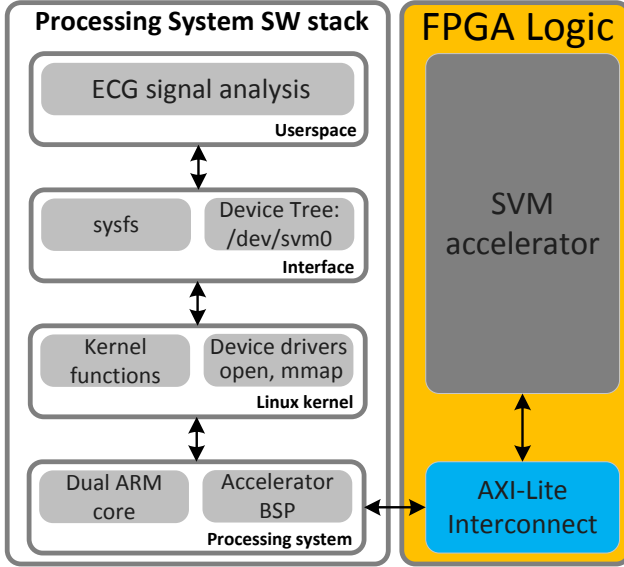 Processing System SW stack
ECG signal analysis
Userspace
sysfs
Device Tree:
/dev/svm0
Interface
Kernel
functions
Device drivers
open, mmap
Linux kernel
Dual ARM
core
Accelerator
BSP
Processing system
FPGA Logic
SVM
accelerator
AXI-Lite
Interconnect